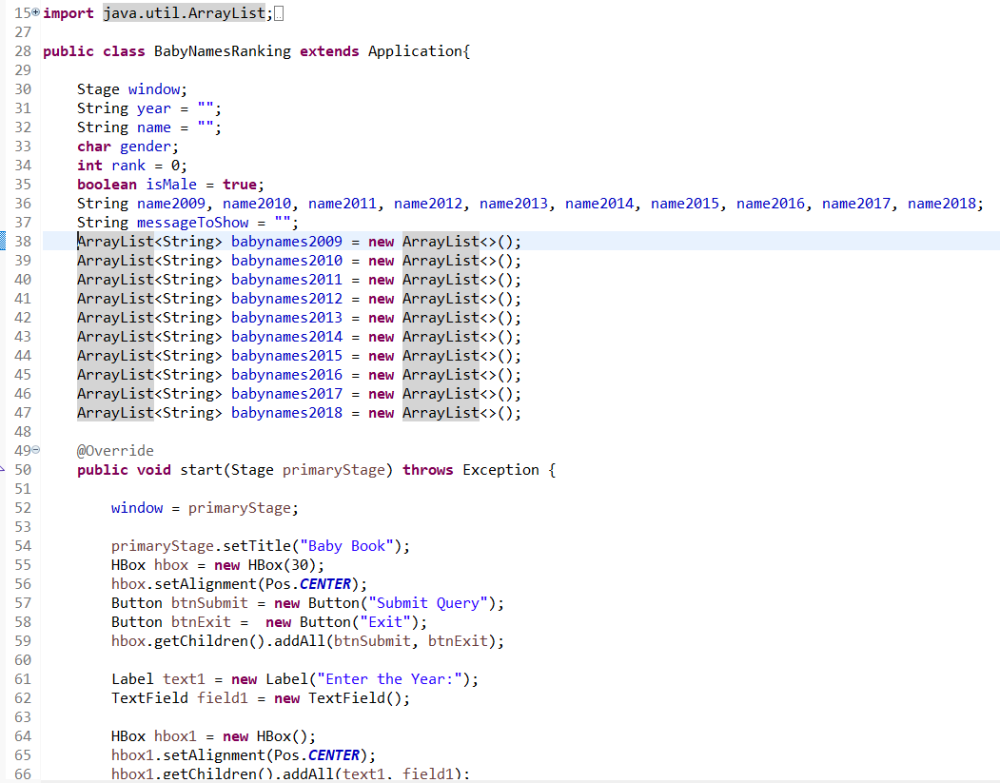 15 import java.util.ArrayList;
27
28 public class BabyNamesRanking extends Application{
29
30     Stage window;
31     String year = "";
32     String name = "";
33     char gender;
34     int rank = 0;
35     boolean isMale = true;
36     String name2009, name2010, name2011, name2012, name2013, name2014, name2015, name2016, name2017, name2018;
37     String messageToShow = "";
38     ArrayList<String> babynames2009 = new ArrayList<>();
39     ArrayList<String> babynames2010 = new ArrayList<>();
40     ArrayList<String> babynames2011 = new ArrayList<>();
41     ArrayList<String> babynames2012 = new ArrayList<>();
42     ArrayList<String> babynames2013 = new ArrayList<>();
43     ArrayList<String> babynames2014 = new ArrayList<>();
44     ArrayList<String> babynames2015 = new ArrayList<>();
45     ArrayList<String> babynames2016 = new ArrayList<>();
46     ArrayList<String> babynames2017 = new ArrayList<>();
47     ArrayList<String> babynames2018 = new ArrayList<>();
48
49     @Override
50     public void start(Stage primaryStage) throws Exception {
51
52         window = primaryStage;
53
54         primaryStage.setTitle("Baby Book");
55         HBox hbox = new HBox(30);
56         hbox.setAlignment(Pos.CENTER);
57         Button btnSubmit = new Button("Submit Query");
58         Button btnExit =  new Button("Exit");
59         hbox.getChildren().addAll(btnSubmit, btnExit);
60
61         Label text1 = new Label("Enter the Year:");
62         TextField field1 = new TextField();
63
64         HBox hbox1 = new HBox();
65         hbox1.setAlignment(Pos.CENTER);
66         hbox1.getChildren().addAll(text1, field1);